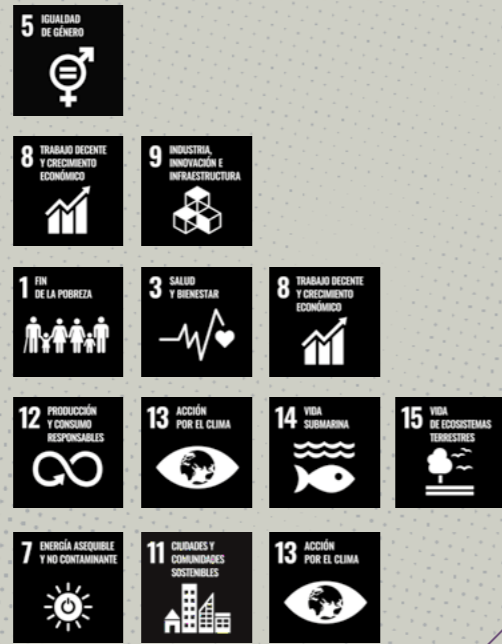 5 IGUALDAD
DE GÉNERO
8 TRABAJO DECENTE
Y CRECIMIENTO
ECONÓMICO
9 INDUSTRIA,
INNOVACIÓN E
INFRAESTRUCTURA
1 FIN
DE LA POBREZA
3 SALUD
Y BIENESTAR
8 TRABAJO DECENTE
Y CRECIMIENTO
ECONÓMICO
12 PRODUCCIÓN
Y CONSUMO
RESPONSABLES
13 ACCIÓN
POR EL CLIMA
14 VIDA
SUBMARINA
15 VIDA
DE ECOSISTEMAS
TERRESTRES
7 ENERGÍA ASEQUIBLE
Y NO CONTAMINANTE
11 CIUDADES Y
COMUNIDADES
SOSTENIBLES
13 ACCIÓN
POR EL CLIMA